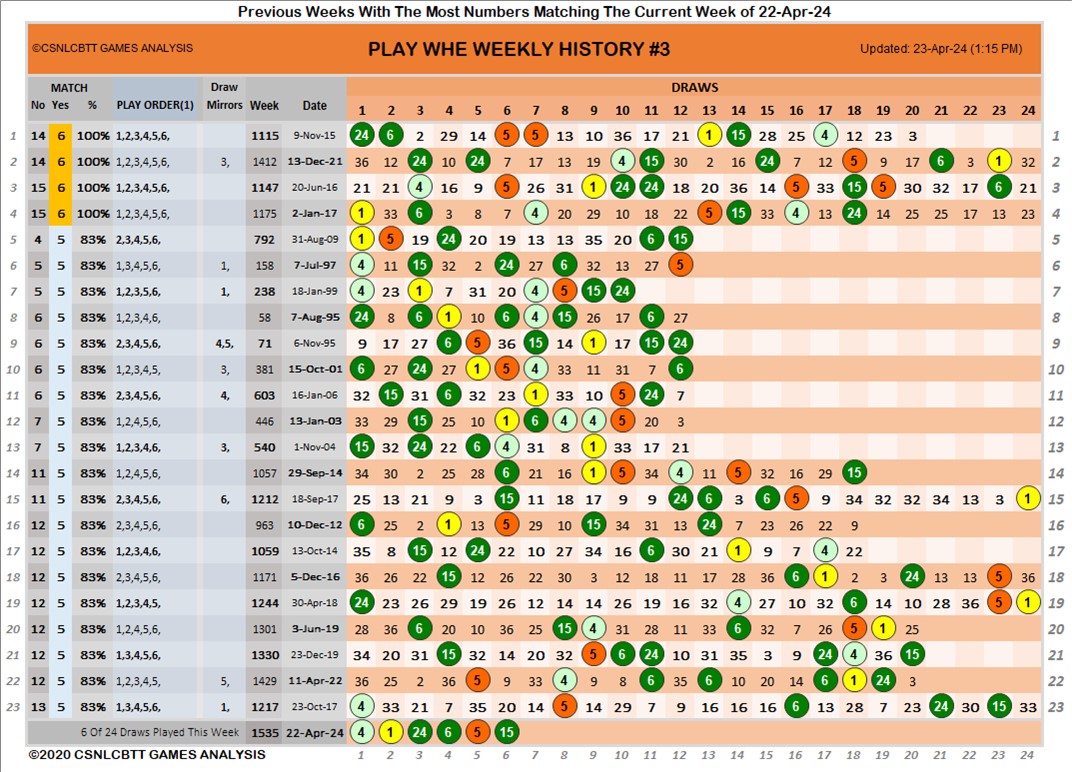 Previous Weeks With The Most Numbers Matching The Current Week of 22-Apr-24
©CSNLCBTT GAMES ANALYSIS PLAY WHE WEEKLY HISTORY #3 Updated: 23-Apr-24 (1:15 PM)
MATCH Draw DRAWS
No Yes % PLAY ORDER(1) Mirrors Week Date 1 2 3 4 5 6 7 8 9 10 11 12 13 14 15 16 17 18 19 20 21 22 23 24
1 14 6 100% 1,2,3,4,5,6, 1115 9-Nov-15 24 6 2 29 14 5 5 13 10 36 17 21 1 15 28 25 4 12 23 3 1
2 14 6 100% 1,2,3,4,5,6, 3, 1412 13-Dec-21 36 12 24 10 24 7 17 13 19 4 15 30 2 16 24 7 12 5 9 17 6 3 1 32 2
3 15 6 100% 1,2,3,4,5,6, 1147 20-Jun-16 21 21 4 16 9 5 26 31 1 24 24 18 20 36 14 5 33 15 5 30 32 17 6 21 3
4 15 6 100% 1,2,3,4,5,6, 1175 2-Jan-17 1 33 6 3 8 7 4 20 29 10 18 22 5 15 33 4 13 24 14 25 25 17 13 23 4
5 4 5 83% 2,3,4,5,6, 792 31-Aug-09 1 5 19 24 20 19 13 13 35 20 6 15 5
6 5 5 83% 1,3,4,5,6, 1, 158 7-Jul-97 4 11 15 32 2 24 27 6 32 13 27 5 6
7 5 5 83% 1,2,3,5,6, 1, 238 18-Jan-99 4 23 1 7 31 20 4 5 15 24 7
8 6 5 83% 1,2,3,4,6, 58 7-Aug-95 24 8 6 1 10 6 4 15 26 17 6 27 8
9 6 5 83% 2,3,4,5,6, 4,5, 71 6-Nov-95 9 17 27 6 5 36 15 14 1 17 15 24 9
10 6 5 83% 1,2,3,4,5, 3, 381 15-Oct-01 6 27 24 27 1 5 4 33 11 31 7 6 10
11 6 5 83% 2,3,4,5,6, 4, 603 16-Jan-06 32 15 31 6 32 23 1 33 10 5 24 7 11
12 7 5 83% 1,2,4,5,6, 446 13-Jan-03 33 29 15 25 10 1 6 4 4 5 20 3 12
13 7 5 83% 1,2,3,4,6, 3, 540 1-Nov-04 15 32 24 22 6 4 31 8 1 33 17 21 13
14 11 5 83% 1,2,4,5,6, 1057 29-Sep-14 34 30 2 25 28 6 21 16 1 5 34 4 11 5 32 16 29 15 14
15 11 5 83% 2,3,4,5,6, 6, 1212 18-Sep-17 25 13 21 9 3 15 11 18 17 9 9 24 6 3 6 5 9 34 32 32 34 13 3 1 15
16 12 5 83% 2,3,4,5,6, 963 10-Dec-12 6 25 2 1 13 5 29 10 15 34 31 13 24 7 23 26 22 9 16
17 12 5 83% 1,2,3,4,6, 1059 13-Oct-14 35 8 15 12 24 22 10 27 34 16 6 30 21 1 9 7 4 22 17
18 12 5 83% 2,3,4,5,6, 1171 5-Dec-16 36 26 22 15 12 26 22 30 3 12 18 11 17 28 36 6 1 2 3 24 13 13 5 36 18
19 12 5 83% 1,2,3,4,5, 1244 30-Apr-18 24 23 26 29 19 26 12 14 14 26 19 16 32 4 27 10 32 6 14 10 28 36 5 1 19
20 12 5 83% 1,2,4,5,6, 1301 3-Jun-19 28 36 6 20 10 36 25 15 4 31 28 11 33 6 32 7 26 5 1 25 20
21 12 5 83% 1,3,4,5,6, 1330 23-Dec-19 34 20 31 15 32 14 20 32 5 6 24 10 31 35 3 9 24 4 36 15 21
22 12 5 83% 1,2,3,4,5, 5, 1429 11-Apr-22 36 25 2 36 5 9 33 4 9 8 6 35 6 10 20 14 6 1 24 3 22
23 13 5 83% 1,3,4,5,6, 1, 1217 23-Oct-17 4 33 21 7 35 20 14 5 14 29 7 9 16 16 16 6 13 28 7 23 24 30 15 33 23
6 Of 24 Draws Played This Week 1535 22-Apr-24 4 1 24 6 5 15
©2020 CSNLCBTT GAMES ANALYSIS 1 2 3 4 5 6 7 8 9 10 11 12 13 14 15 16 17 18 19 20 21 22 23 24